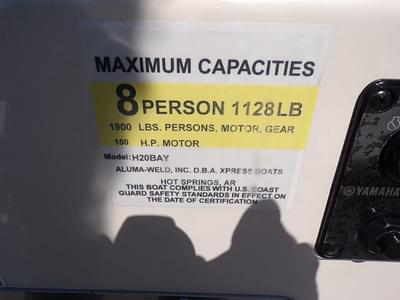 MAXIMUM CAPACITIES
8 PERSON 1128LB
1900 LBS. PERSONS, MOTOR, GEAR
150 H.P. MOTOR
Model: H20BAY
ALUMA-WELD, INC. D.B.A. XPRESS BOATS
HOT SPRINGS, AR
THIS BOAT COMPLIES WITH U.S. COAST
GUARD SAFETY STANDARDS IN EFFECT ON
THE DATE OF CERTIFICATION
YAMAHA